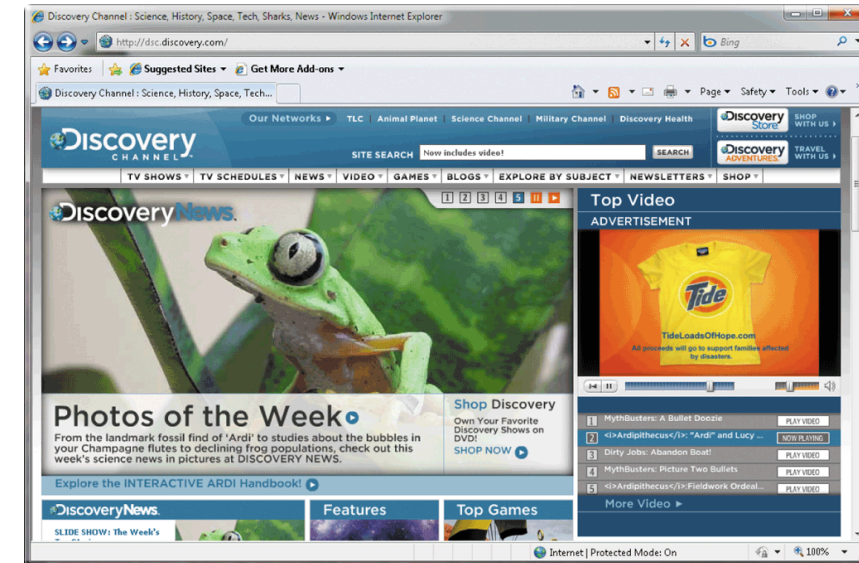 Discovery Channel : Science, History, Space, Tech, Sharks, News - Windows Internet Explorer
http://dsc.discovery.com/
Bing
Favorites Suggested Sites Get More Add-ons
Discovery Channel : Science, History, Space, Tech...
Page Safety Tools
Our Networks TLC Animal Planet Science Channel Military Channel Discovery Health
Discovery Store SHOP WITH US
Discovery CHANNEL
SITE SEARCH Now includes video! SEARCH
Discovery ADVENTURES TRAVEL WITH US
TV SHOWS TV SCHEDULES NEWS VIDEO GAMES BLOGS EXPLORE BY SUBJECT NEWSLETTERS SHOP
DiscoveryNews.
1 2 3 4 5
Top Video
ADVERTISEMENT
Tide
TideLoadsOfHope.com
All proceeds will go to support families affected
by disasters.
Photos of the Week
From the landmark fossil find of 'Ardi' to studies about the bubbles in
your Champagne flutes to declining frog populations, check out this
week's science news in pictures at DISCOVERY NEWS.
Shop Discovery
Own Your Favorite
Discovery Shows on
DVD!
SHOP NOW
Explore the INTERACTIVE ARDI Handbook!
1 MythBusters: A Bullet Doozie PLAY VIDEO
2 <i>Ardipithecus</i>: "Ardi" and Lucy ... NOW PLAYING
3 Dirty Jobs: Abandon Boat! PLAY VIDEO
4 MythBusters: Picture Two Bullets PLAY VIDEO
5 <i>Ardipithecus</i>:Fieldwork Ordeal... PLAY VIDEO
More Video
DiscoveryNews.
SLIDE SHOW: The Week's
Features
Top Games
Internet | Protected Mode: On
100%